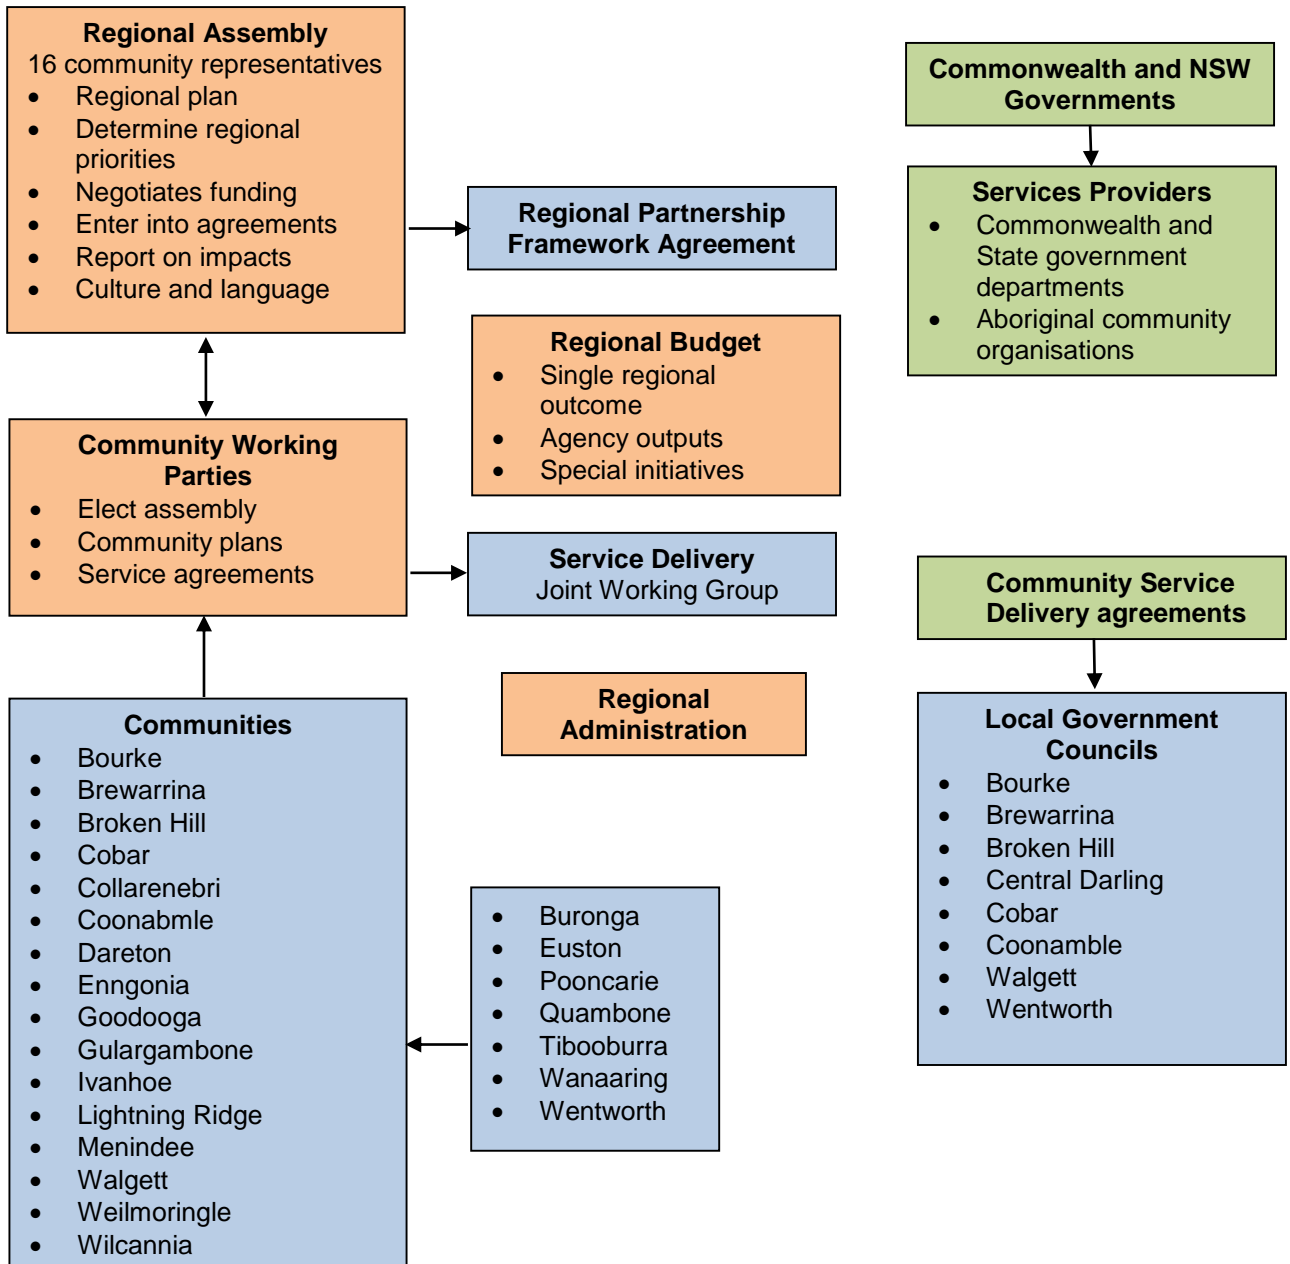 Regional Assembly
16 community representatives
• Regional plan
• Determine regional
priorities
• Negotiates funding
• Enter into agreements
• Report on impacts
• Culture and language
Community Working
Parties
• Elect assembly
• Community plans
• Service agreements
Communities
• Bourke
• Brewarrina
• Broken Hill
• Cobar
• Collarenebri
• Coonabmle
• Dareton
• Enngonia
• Goodooga
• Gulargambone
• Ivanhoe
• Lightning Ridge
• Menindee
• Walgett
• Weilmoringle
• Wilcannia
Regional Partnership
Framework Agreement
Regional Budget
• Single regional
outcome
• Agency outputs
• Special initiatives
Service Delivery
Joint Working Group
Regional
Administration
• Buronga
• Euston
• Pooncarie
• Quambone
• Tibooburra
• Wanaaring
• Wentworth
Commonwealth and NSW
Governments
Services Providers
• Commonwealth and
State government
departments
• Aboriginal community
organisations
Community Service
Delivery agreements
Local Government
Councils
• Bourke
• Brewarrina
• Broken Hill
• Central Darling
• Cobar
• Coonamble
• Walgett
• Wentworth